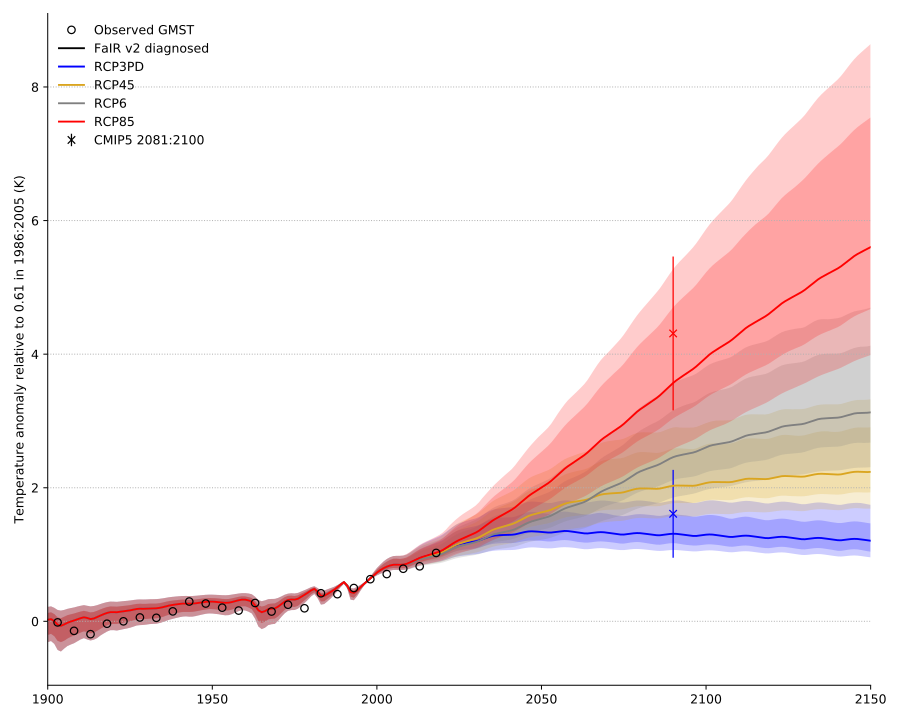 Observed GMST
FaIR v2 diagnosed
RCP3PD
RCP45
RCP6
RCP85
CMIP5 2081:2100
Temperature anomaly relative to 0.61 in 1986:2005 (K)
8
6
4
2
0
1900 1950 2000 2050 2100 2150